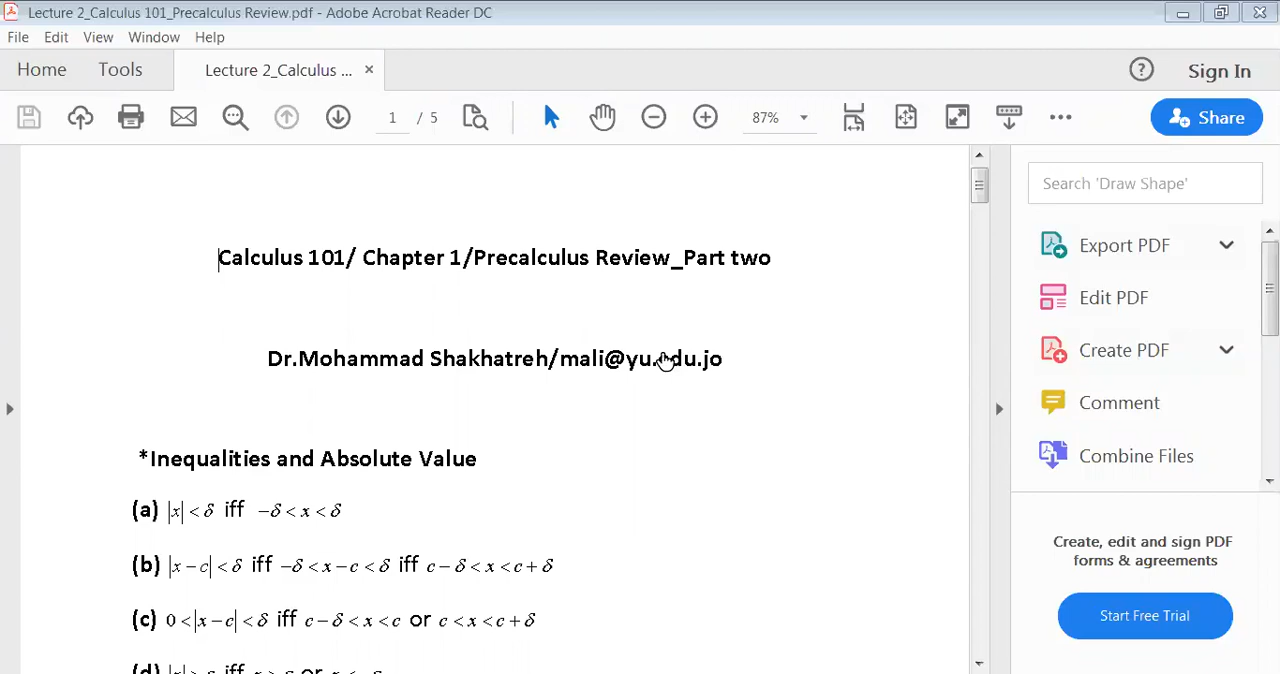 Lecture 2_Calculus 101_Precalculus Review.pdf - Adobe Acrobat Reader DC
File Edit View Window Help
Home Tools Lecture 2_Calculus ... × ? Sign In
1 / 5 87% Share
Calculus 101/ Chapter 1/Precalculus Review_Part two
Dr.Mohammad Shakhatreh/mali@yu.edu.jo
*Inequalities and Absolute Value
(a) |x| < δ iff −δ < x < δ
(b) |x − c| < δ iff −δ < x − c < δ iff c − δ < x < c + δ
(c) 0 < |x − c| < δ iff c − δ < x < c or c < x < c + δ
(d) iff or
Search 'Draw Shape'
Export PDF
Edit PDF
Create PDF
Comment
Combine Files
Create, edit and sign PDF
forms & agreements
Start Free Trial